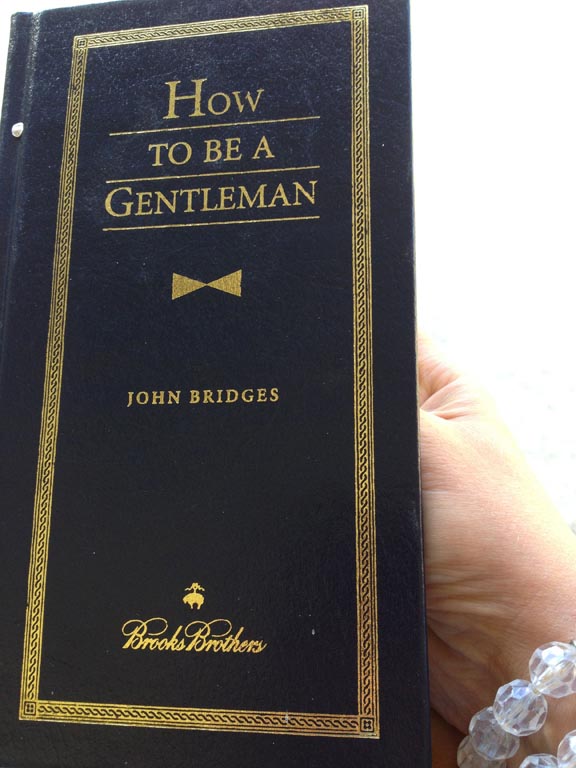 How
TO BE A
GENTLEMAN
JOHN BRIDGES
Brooks Brothers